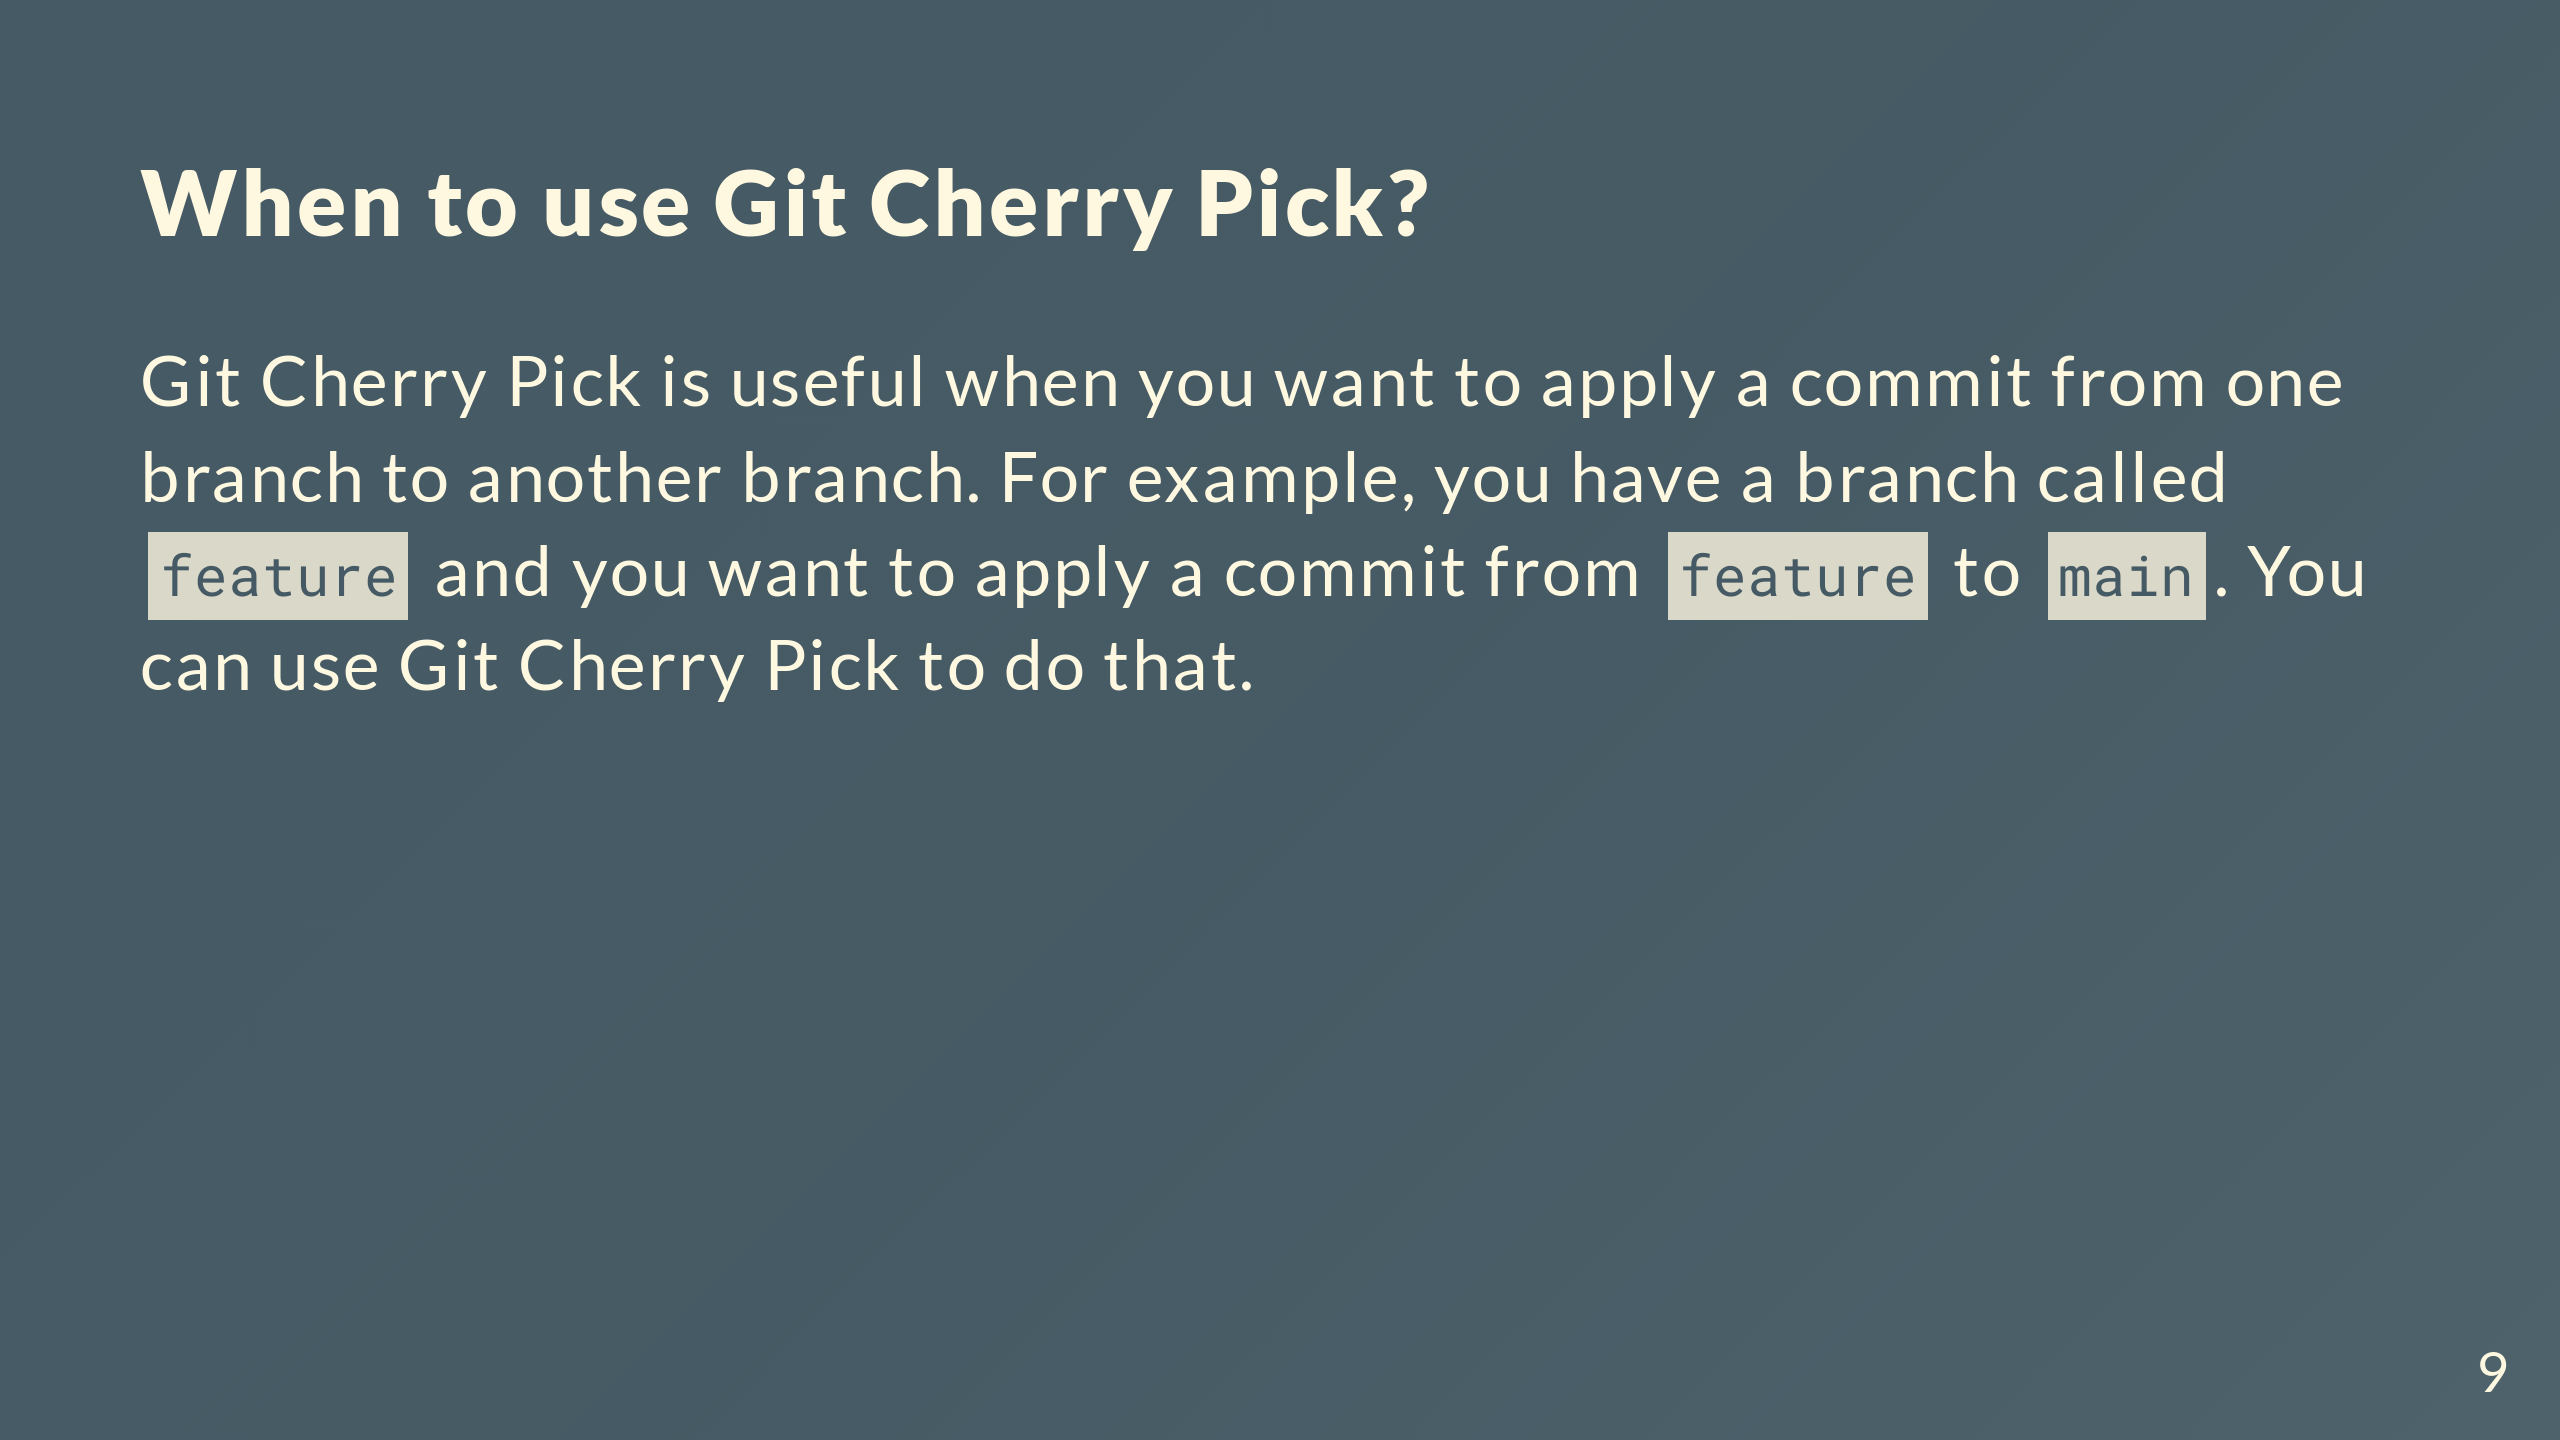 When to use Git Cherry Pick?
Git Cherry Pick is useful when you want to apply a commit from one
branch to another branch. For example, you have a branch called
feature and you want to apply a commit from feature to main. You
can use Git Cherry Pick to do that.
9